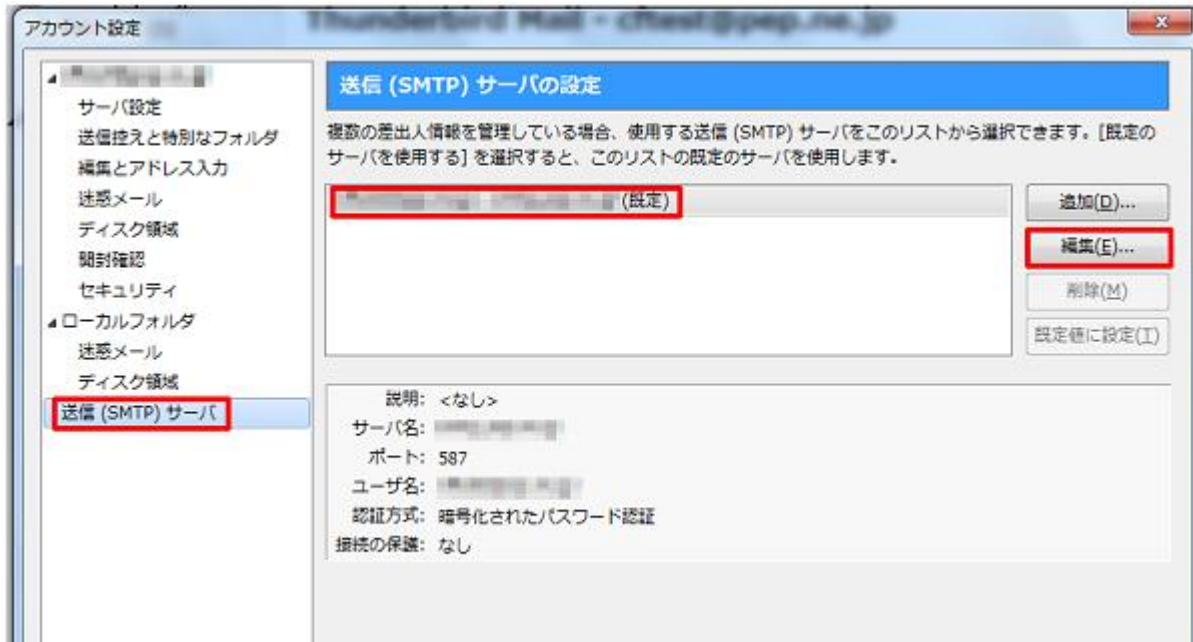 Thunderbird Mail - cftest@pep.ne.jp
アカウント設定
サーバ設定
送信控えと特別なフォルダ
編集とアドレス入力
迷惑メール
ディスク領域
開封確認
セキュリティ
ローカルフォルダ
迷惑メール
ディスク領域
送信 (SMTP) サーバ
送信 (SMTP) サーバの設定
複数の差出人情報を管理している場合、使用する送信 (SMTP) サーバをこのリストから選択できます。[既定の
サーバを使用する] を選択すると、このリストの既定のサーバを使用します。
(既定)
追加(D)...
編集(E)...
削除(M)
既定値に設定(T)
説明: <なし>
サーバ名:
ポート: 587
ユーザ名:
認証方式: 暗号化されたパスワード認証
接続の保護: なし